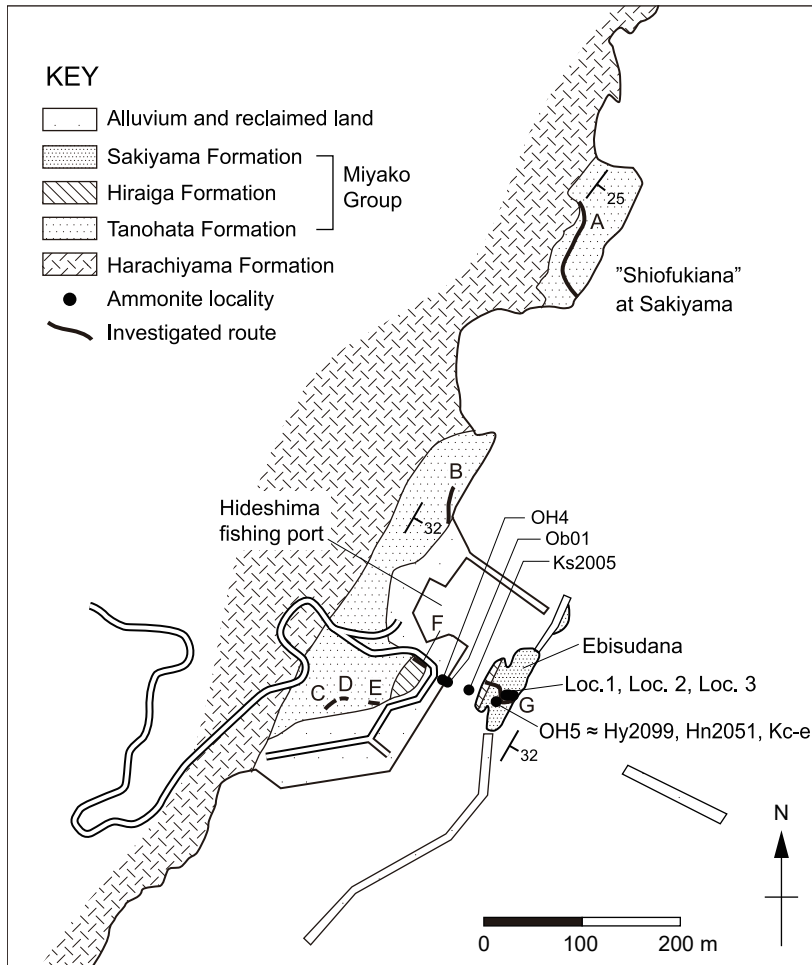 KEY
Alluvium and reclaimed land
Sakiyama Formation
Hiraiga Formation
Tanohata Formation
Miyako
Group
Harachiyama Formation
Ammonite locality
Investigated route
25
A
"Shiofukiana"
at Sakiyama
B
32
Hideshima
fishing port
OH4
Ob01
Ks2005
F
Ebisudana
C
D
E
Loc.1, Loc. 2, Loc. 3
G
OH5 ≈ Hy2099, Hn2051, Kc-e
32
N
0 100 200 m